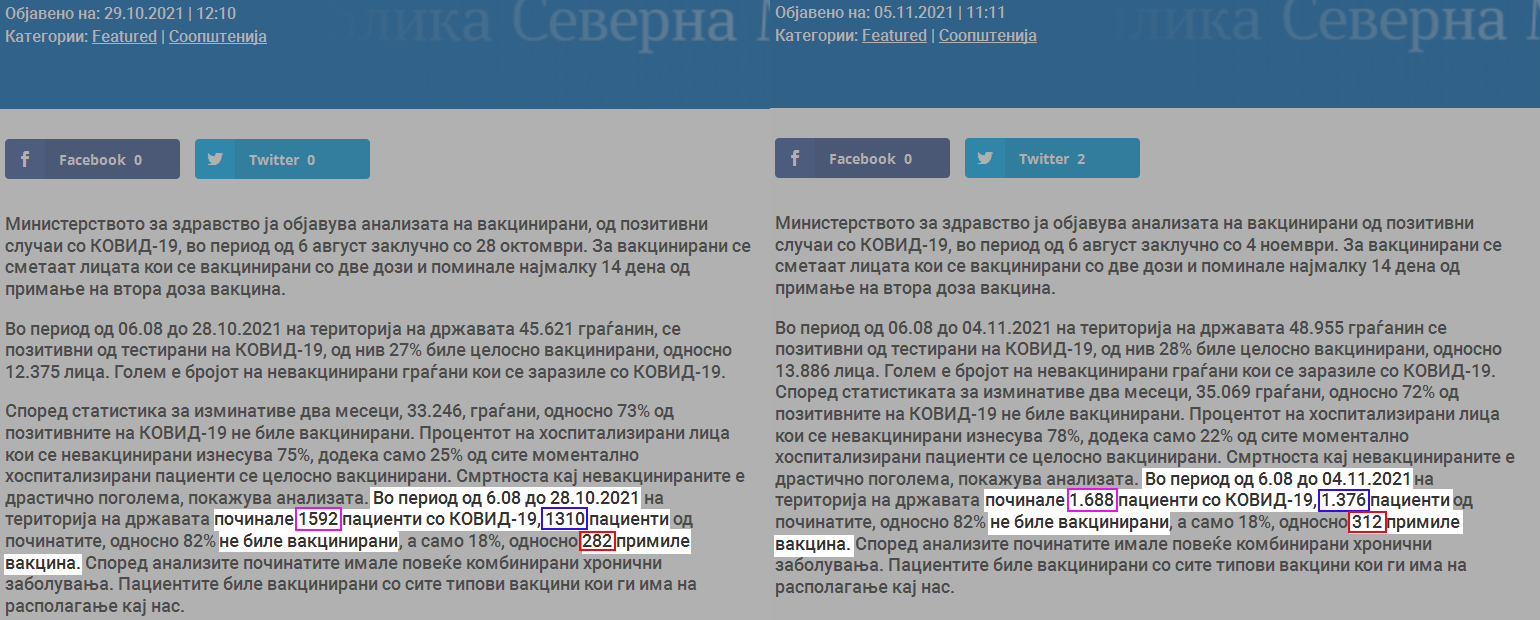 Објавено на: 29.10.2021 | 12:10
Категории: Featured | Соопштенија
Северна
Facebook 0
Twitter 0
Министерството за здравство ја објавува анализата на вакцинирани, од позитивни
случаи со КОВИД-19, во период од 6 август заклучно со 28 октомври. За вакцинирани се
сметаат лицата кои се вакцинирани со две дози и поминале најмалку 14 дена од
примање на втора доза вакцина.
Во период од 06.08 до 28.10.2021 на територија на државата 45.621 граѓанин, се
позитивни од тестирани на КОВИД-19, од нив 27% биле целосно вакцинирани, односно
12.375 лица. Голем е бројот на невакцинирани граѓани кои се заразиле со КОВИД-19.
Според статистика за изминативе два месеци, 33.246, граѓани, односно 73% од
позитивните на КОВИД-19 не биле вакцинирани. Процентот на хоспитализирани лица
кои се невакцинирани изнесува 75%, додека само 25% од сите моментално
хоспитализирани пациенти се целосно вакцинирани. Смртноста кај невакцинираните е
драстично поголема, покажува анализата. Во период од 6.08 до 28.10.2021 на
територија на државата починале 1592 пациенти со КОВИД-19, 1310 пациенти од
починатите, односно 82% не биле вакцинирани, а само 18%, односно 282 примиле
вакцина. Според анализите починатите имале повеќе комбинирани хронични
заболувања. Пациентите биле вакцинирани со сите типови вакцини кои ги има на
располагање кај нас.
Објавено на: 05.11.2021 | 11:11
Категории: Featured | Соопштенија
Северна
Facebook 0
Twitter 2
Министерството за здравство ја објавува анализата на вакцинирани од позитивни
случаи со КОВИД-19, во период од 6 август заклучно со 4 ноември. За вакцинирани се
сметаат лицата кои се вакцинирани со две дози и поминале најмалку 14 дена од
примање на втора доза вакцина.
Во период од 06.08 до 04.11.2021 на територија на државата 48.955 граѓанин се
позитивни од тестирани на КОВИД-19, од нив 28% биле целосно вакцинирани, односно
13.886 лица. Голем е бројот на невакцинирани граѓани кои се заразиле со КОВИД-19.
Според статистиката за изминативе два месеци, 35.069 граѓани, односно 72% од
позитивните на КОВИД-19 не биле вакцинирани. Процентот на хоспитализирани лица
кои се невакцинирани изнесува 78%, додека само 22% од сите моментално
хоспитализирани пациенти се целосно вакцинирани. Смртноста кај невакцинираните е
драстично поголема, покажува анализата. Во период од 6.08 до 04.11.2021 на
територија на државата починале 1.688 пациенти со КОВИД-19, 1.376 пациенти од
починатите, односно 82% не биле вакцинирани, а само 18%, односно 312 примиле
вакцина. Според анализите починатите имале повеќе комбинирани хронични
заболувања. Пациентите биле вакцинирани со сите типови вакцини кои ги има на
располагање кај нас.